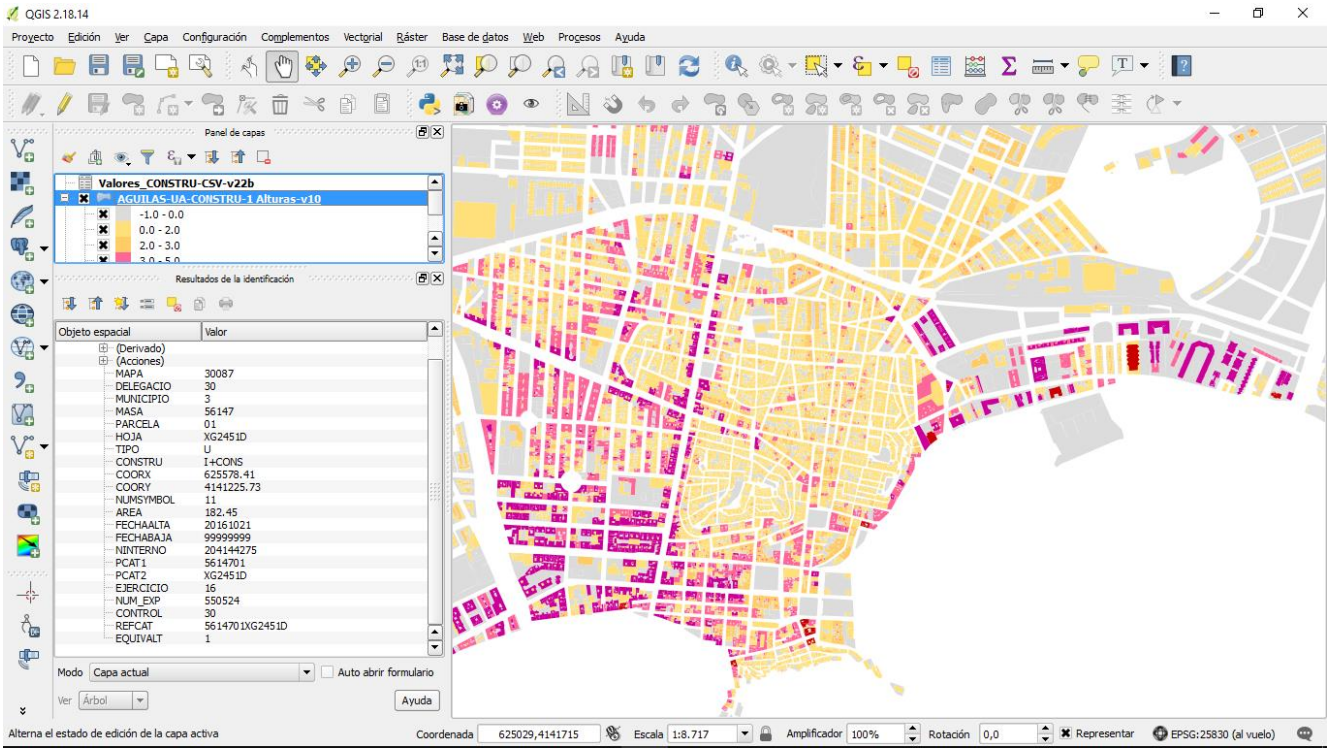 QGIS 2.18.14
Proyecto Edición Ver Capa Configuración Complementos Vectorial Ráster Base de datos Web Procesos Ayuda
Panel de capas
Valores_CONSTRU-CSV-v22b
AGUILAS-UA-CONSTRU-1 Alturas-v10
-1.0 - 0.0
0.0 - 2.0
2.0 - 3.0
3.0 - 5.0
Resultados de la identificación
Objeto espacial Valor
(Derivado)
(Acciones)
MAPA 30087
DELEGACIO 30
MUNICIPIO 3
MASA 56147
PARCELA 01
HOJA XG2451D
TIPO U
CONSTRU I+CONS
COORX 625578.41
COORY 4141225.73
NUMSYMBOL 11
AREA 182.45
FECHAALTA 20161021
FECHABAJA 99999999
NINTERNO 204144275
PCAT1 5614701
PCAT2 XG2451D
EJERCICIO 16
NUM_EXP 550524
CONTROL 30
REFCAT 5614701XG2451D
EQUIVALT 1
Modo Capa actual Auto abrir formulario
Ver Árbol Ayuda
Alterna el estado de edición de la capa activa Coordenada 625029,4141715 Escala 1:8.717 Amplificador 100% Rotación 0,0 Representar EPSG:25830 (al vuelo)